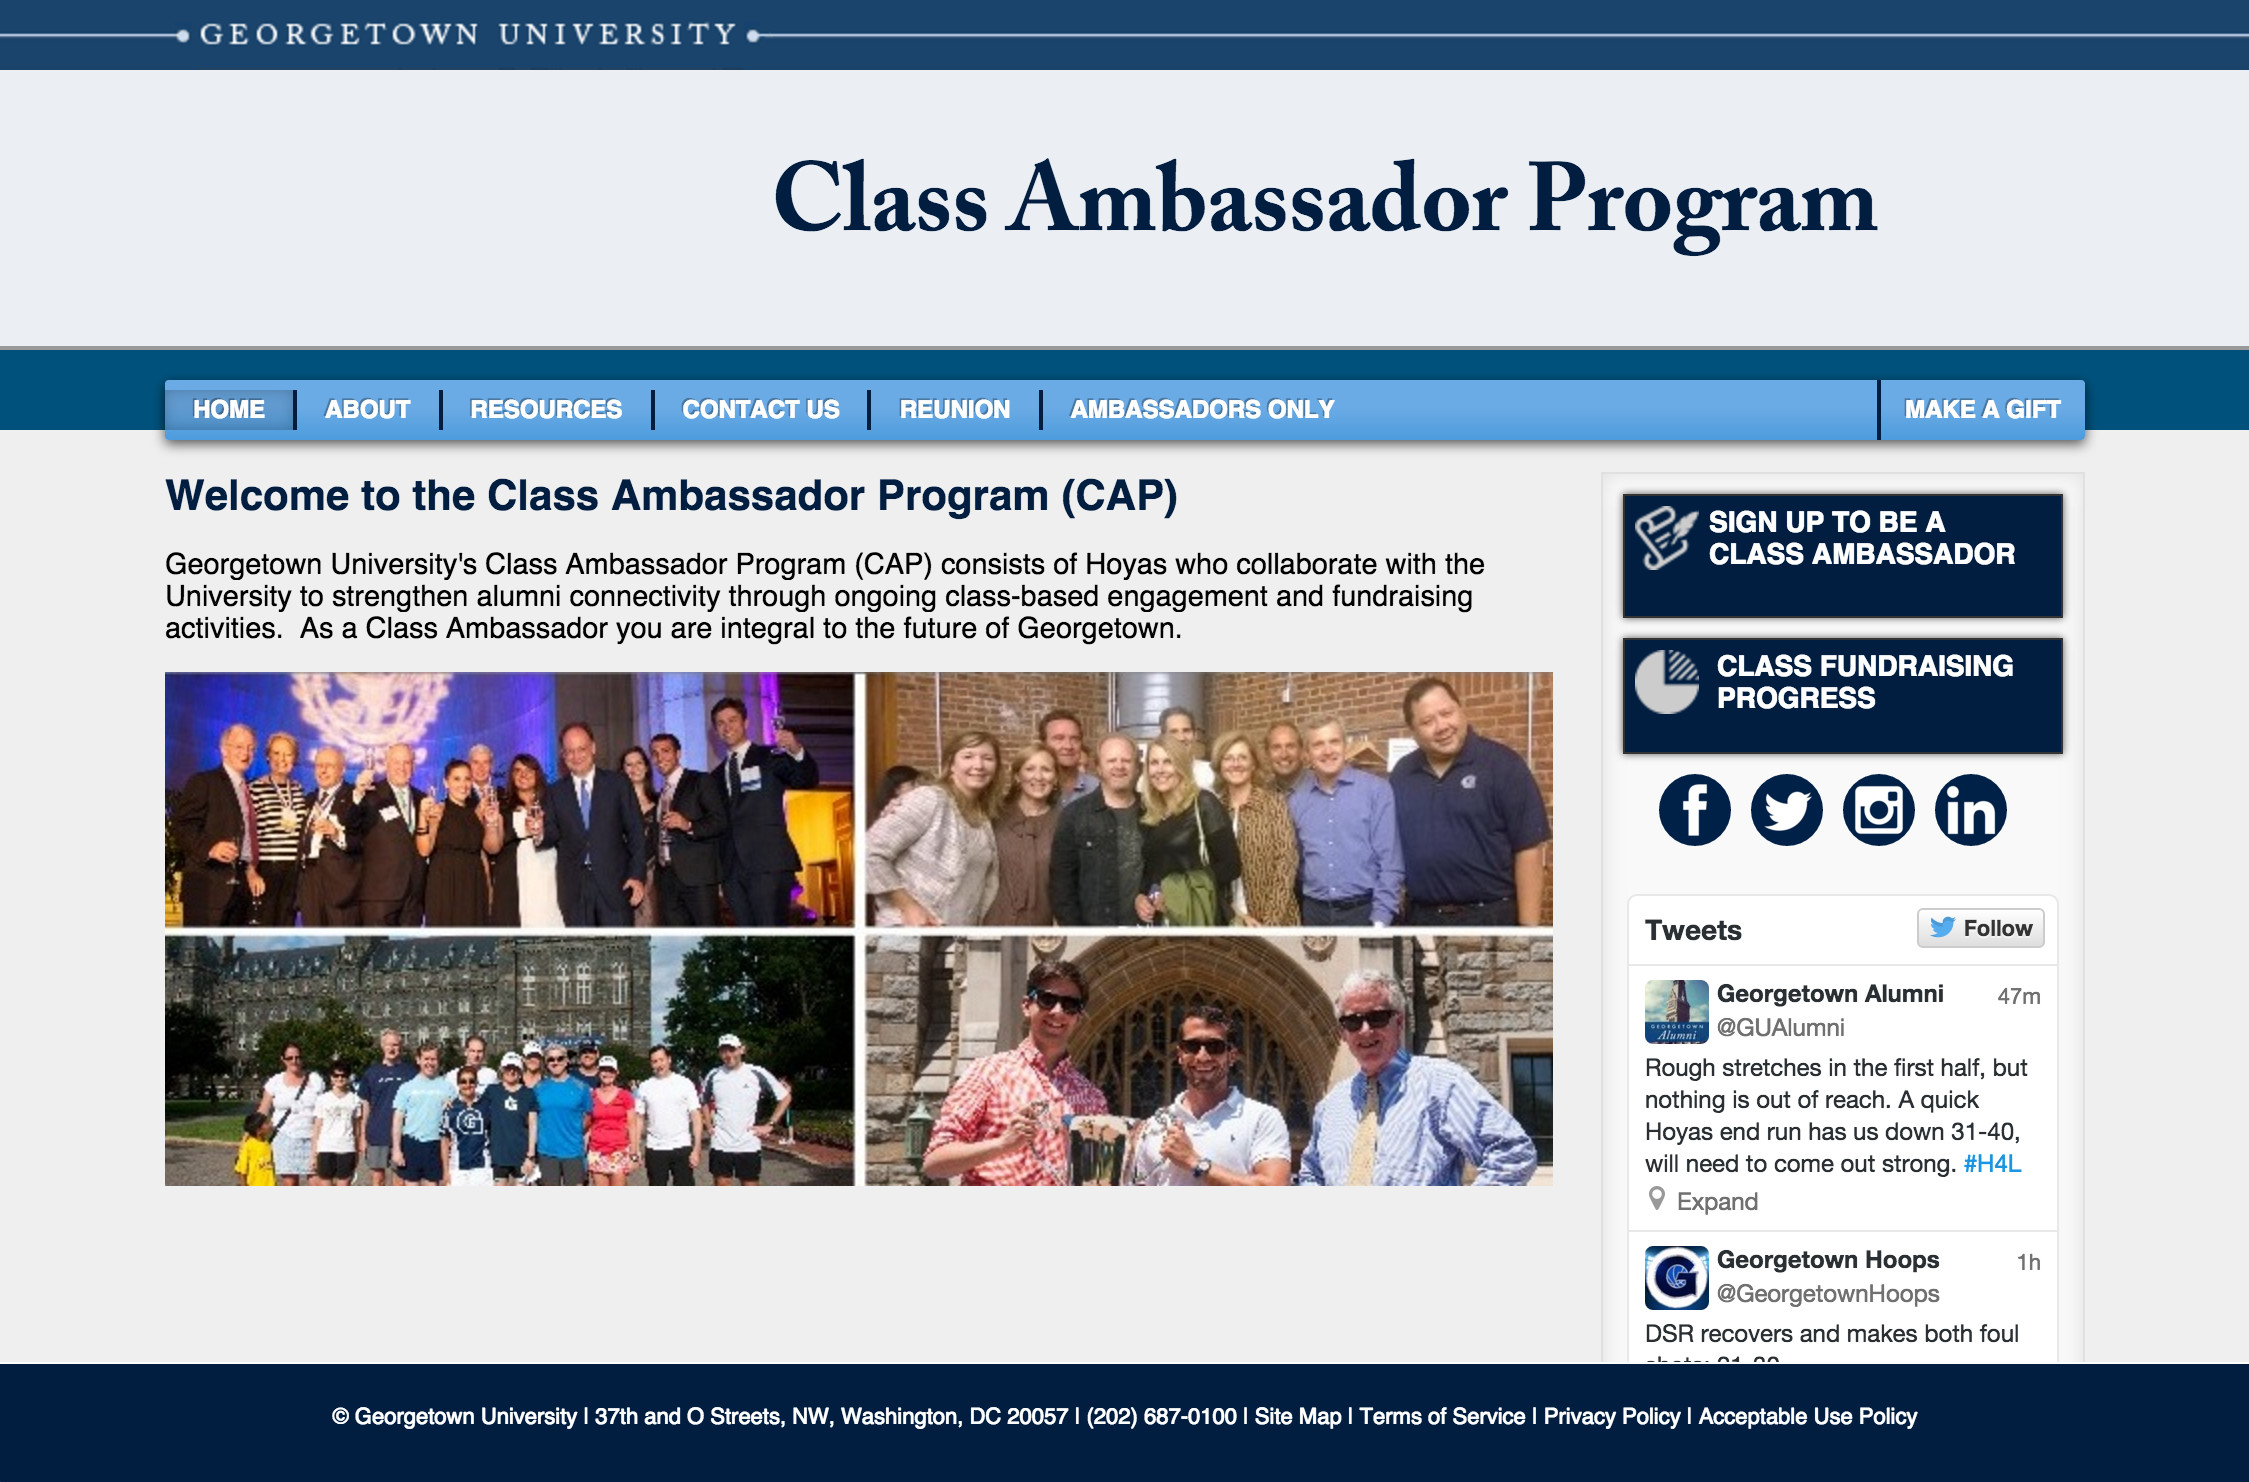 GEORGETOWN UNIVERSITY
Class Ambassador Program
HOME
ABOUT
RESOURCES
CONTACT US
REUNION
AMBASSADORS ONLY
MAKE A GIFT
Welcome to the Class Ambassador Program (CAP)
Georgetown University's Class Ambassador Program (CAP) consists of Hoyas who collaborate with the
University to strengthen alumni connectivity through ongoing class-based engagement and fundraising
activities.  As a Class Ambassador you are integral to the future of Georgetown.
SIGN UP TO BE A
CLASS AMBASSADOR
CLASS FUNDRAISING
PROGRESS
Tweets
Follow
Georgetown Alumni
47m
@GUAlumni
GEORGETOWN
Alumni
Rough stretches in the first half, but
nothing is out of reach. A quick
Hoyas end run has us down 31-40,
will need to come out strong. #H4L
Expand
Georgetown Hoops
1h
@GeorgetownHoops
DSR recovers and makes both foul
© Georgetown University | 37th and O Streets, NW, Washington, DC 20057 | (202) 687-0100 | Site Map | Terms of Service | Privacy Policy | Acceptable Use Policy